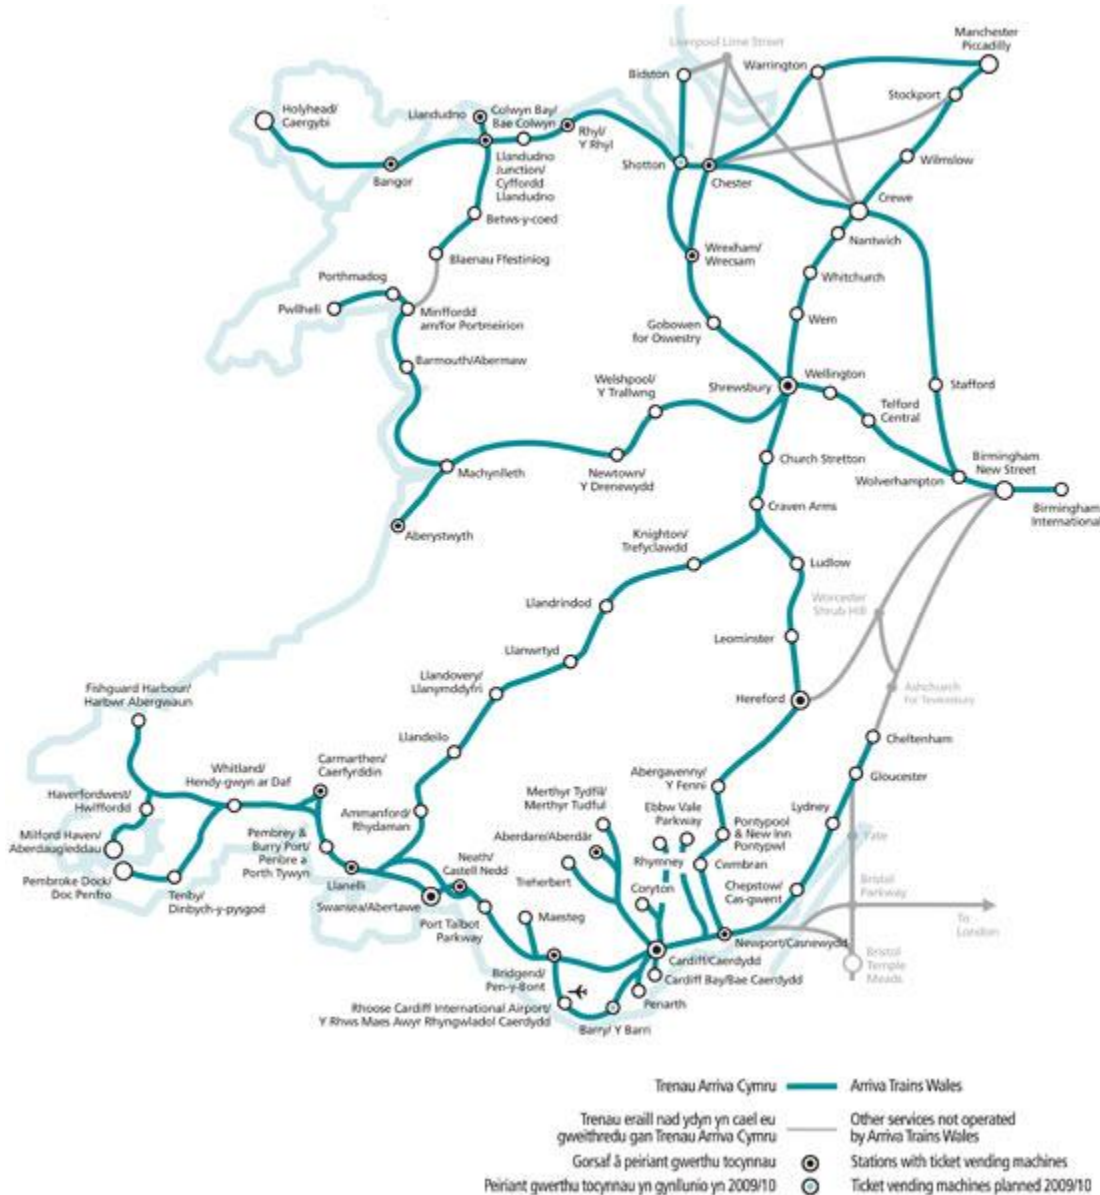 Manchester
Piccadilly
Liverpool Lime Street
Warrington
Bidston
Stockport
Holyhead/
Caergybi
Llandudno
Colwyn Bay/
Bae Colwyn
Rhyl/
Y Rhyl
Wilmslow
Shotton
Chester
Bangor
Llandudno
Junction/
Cyffordd
Llandudno
Crewe
Betws-y-coed
Nantwich
Wrexham/
Wrecsam
Blaenau Ffestiniog
Whitchurch
Porthmadog
Pwllheli
Minffordd
am/for Portmeirion
Wem
Gobowen
for Oswestry
Barmouth/Abermaw
Welshpool/
Y Trallwng
Shrewsbury
Wellington
Stafford
Telford
Central
Church Stretton
Birmingham
New Street
Machynlleth
Newtown/
Y Drenewydd
Wolverhampton
Birmingham
International
Craven Arms
Aberystwyth
Knighton/
Trefyclawdd
Ludlow
Llandrindod
Worcester
Shrub Hill
Leominster
Llanwrtyd
Llandovery/
Llanymddyfri
Fishguard Harbour/
Harbwr Abergwaun
Hereford
Ashchurch
for Tewkesbury
Llandeilo
Cheltenham
Whitland/
Hendy-gwyn ar Daf
Carmarthen/
Caerfyrddin
Abergavenny/
Y Fenni
Gloucester
Haverfordwest/
Hwlffordd
Ammanford/
Rhydaman
Merthyr Tydfil/
Merthyr Tudful
Ebbw Vale
Parkway
Lydney
Milford Haven/
Aberdaugleddau
Pembrey &
Burry Port/
Penbre a
Porth Tywyn
Aberdare/Aberdâr
Pontypool
& New Inn
Pontypwl
Yate
Rhymney
Pembroke Dock/
Doc Penfro
Tenby/
Dinbych-y-pysgod
Llanelli
Neath/
Castell Nedd
Treherbert
Cwmbran
Coryton
Chepstow/
Cas-gwent
Bristol
Parkway
Swansea/Abertawe
Port Talbot
Parkway
Maesteg
To
London
Newport/Casnewydd
Cardiff/Caerdydd
Bristol
Temple
Meads
Bridgend/
Pen-y-Bont
Cardiff Bay/Bae Caerdydd
Penarth
Rhoose Cardiff International Airport/
Y Rhws Maes Awyr Rhyngwladol Caerdydd
Barry/ Y Barri
Trenau Arriva Cymru
Arriva Trains Wales
Trenau eraill nad ydyn yn cael eu
gweithredu gan Trenau Arriva Cymru
Other services not operated
by Arriva Trains Wales
Gorsaf â peiriant gwerthu tocynnau
Stations with ticket vending machines
Peiriant gwerthu tocynnau yn gynllunio yn 2009/10
Ticket vending machines planned 2009/10